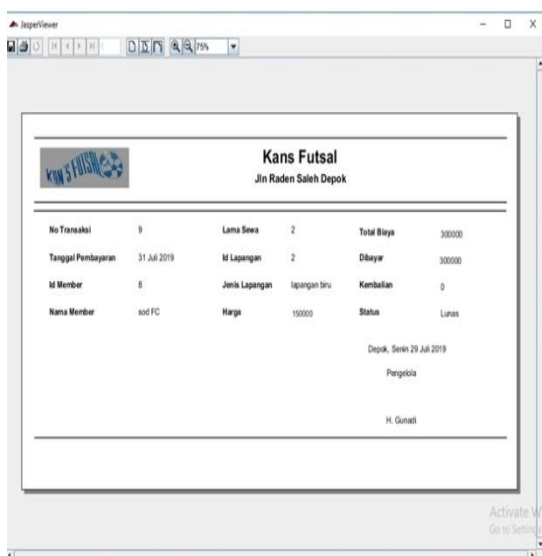 JasperViewer
75%
KAN'S FUTSAL
Kans Futsal
Jln Raden Saleh Depok
No Transaksi 9 Lama Sewa 2 Total Biaya 300000
Tanggal Pembayaran 31 Juli 2019 Id Lapangan 2 Dibayar 300000
Id Member 8 Jenis Lapangan lapangan biru Kembalian 0
Nama Member sod FC Harga 150000 Status Lunas
Depok, Senin 29 Juli 2019
Pengelola
H. Gunadi
Activate W
Go to Settings